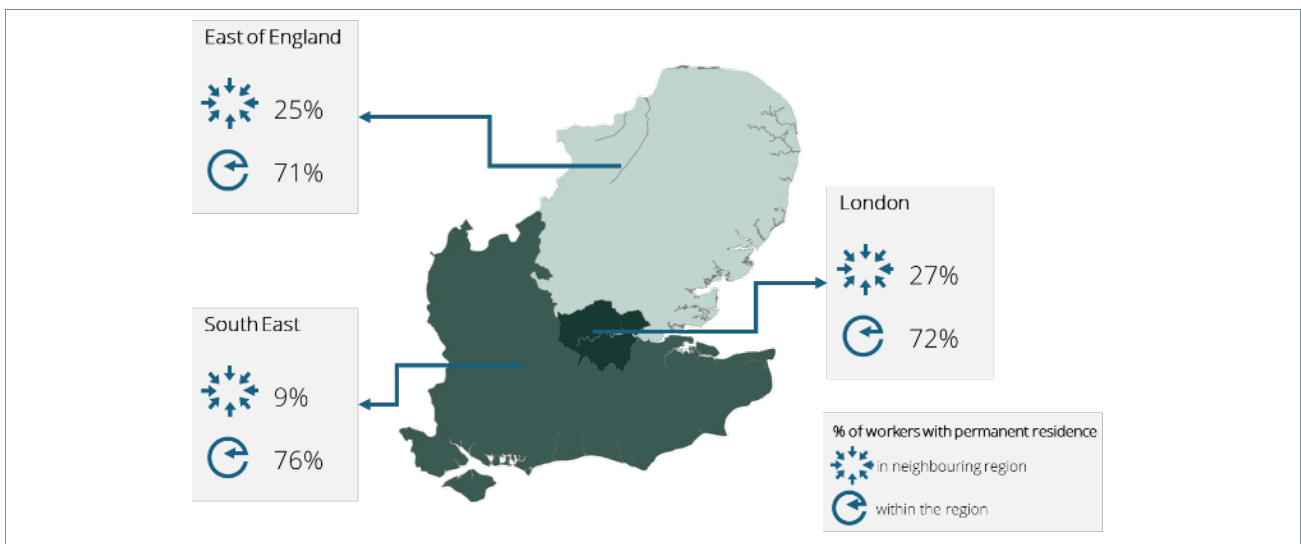 East of England
25%
71%
London
27%
72%
South East
9%
76%
% of workers with permanent residence
in neighbouring region
within the region